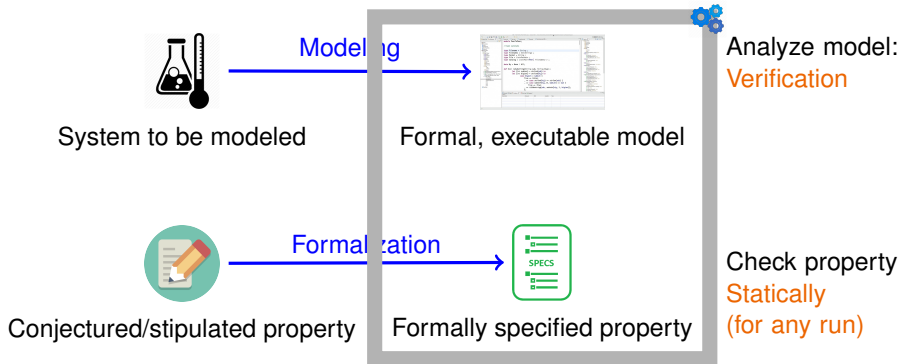 Modeling
Analyze model:
Verification
System to be modeled
Formal, executable model
Formalization
SPECS
Check property
Statically
(for any run)
Conjectured/stipulated property
Formally specified property